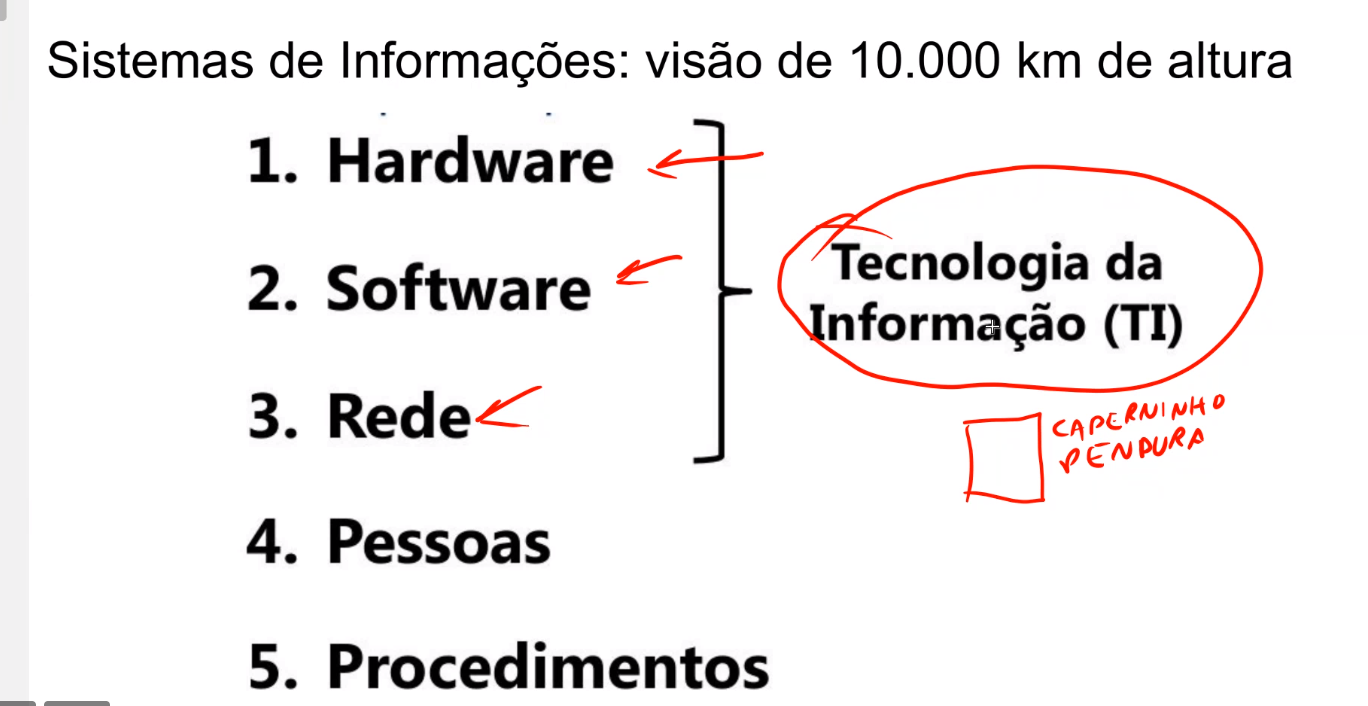 Sistemas de Informações: visão de 10.000 km de altura
1. Hardware
2. Software
3. Rede
4. Pessoas
5. Procedimentos
Tecnologia da
Informação (TI)
CADERNINHO
PENDURA